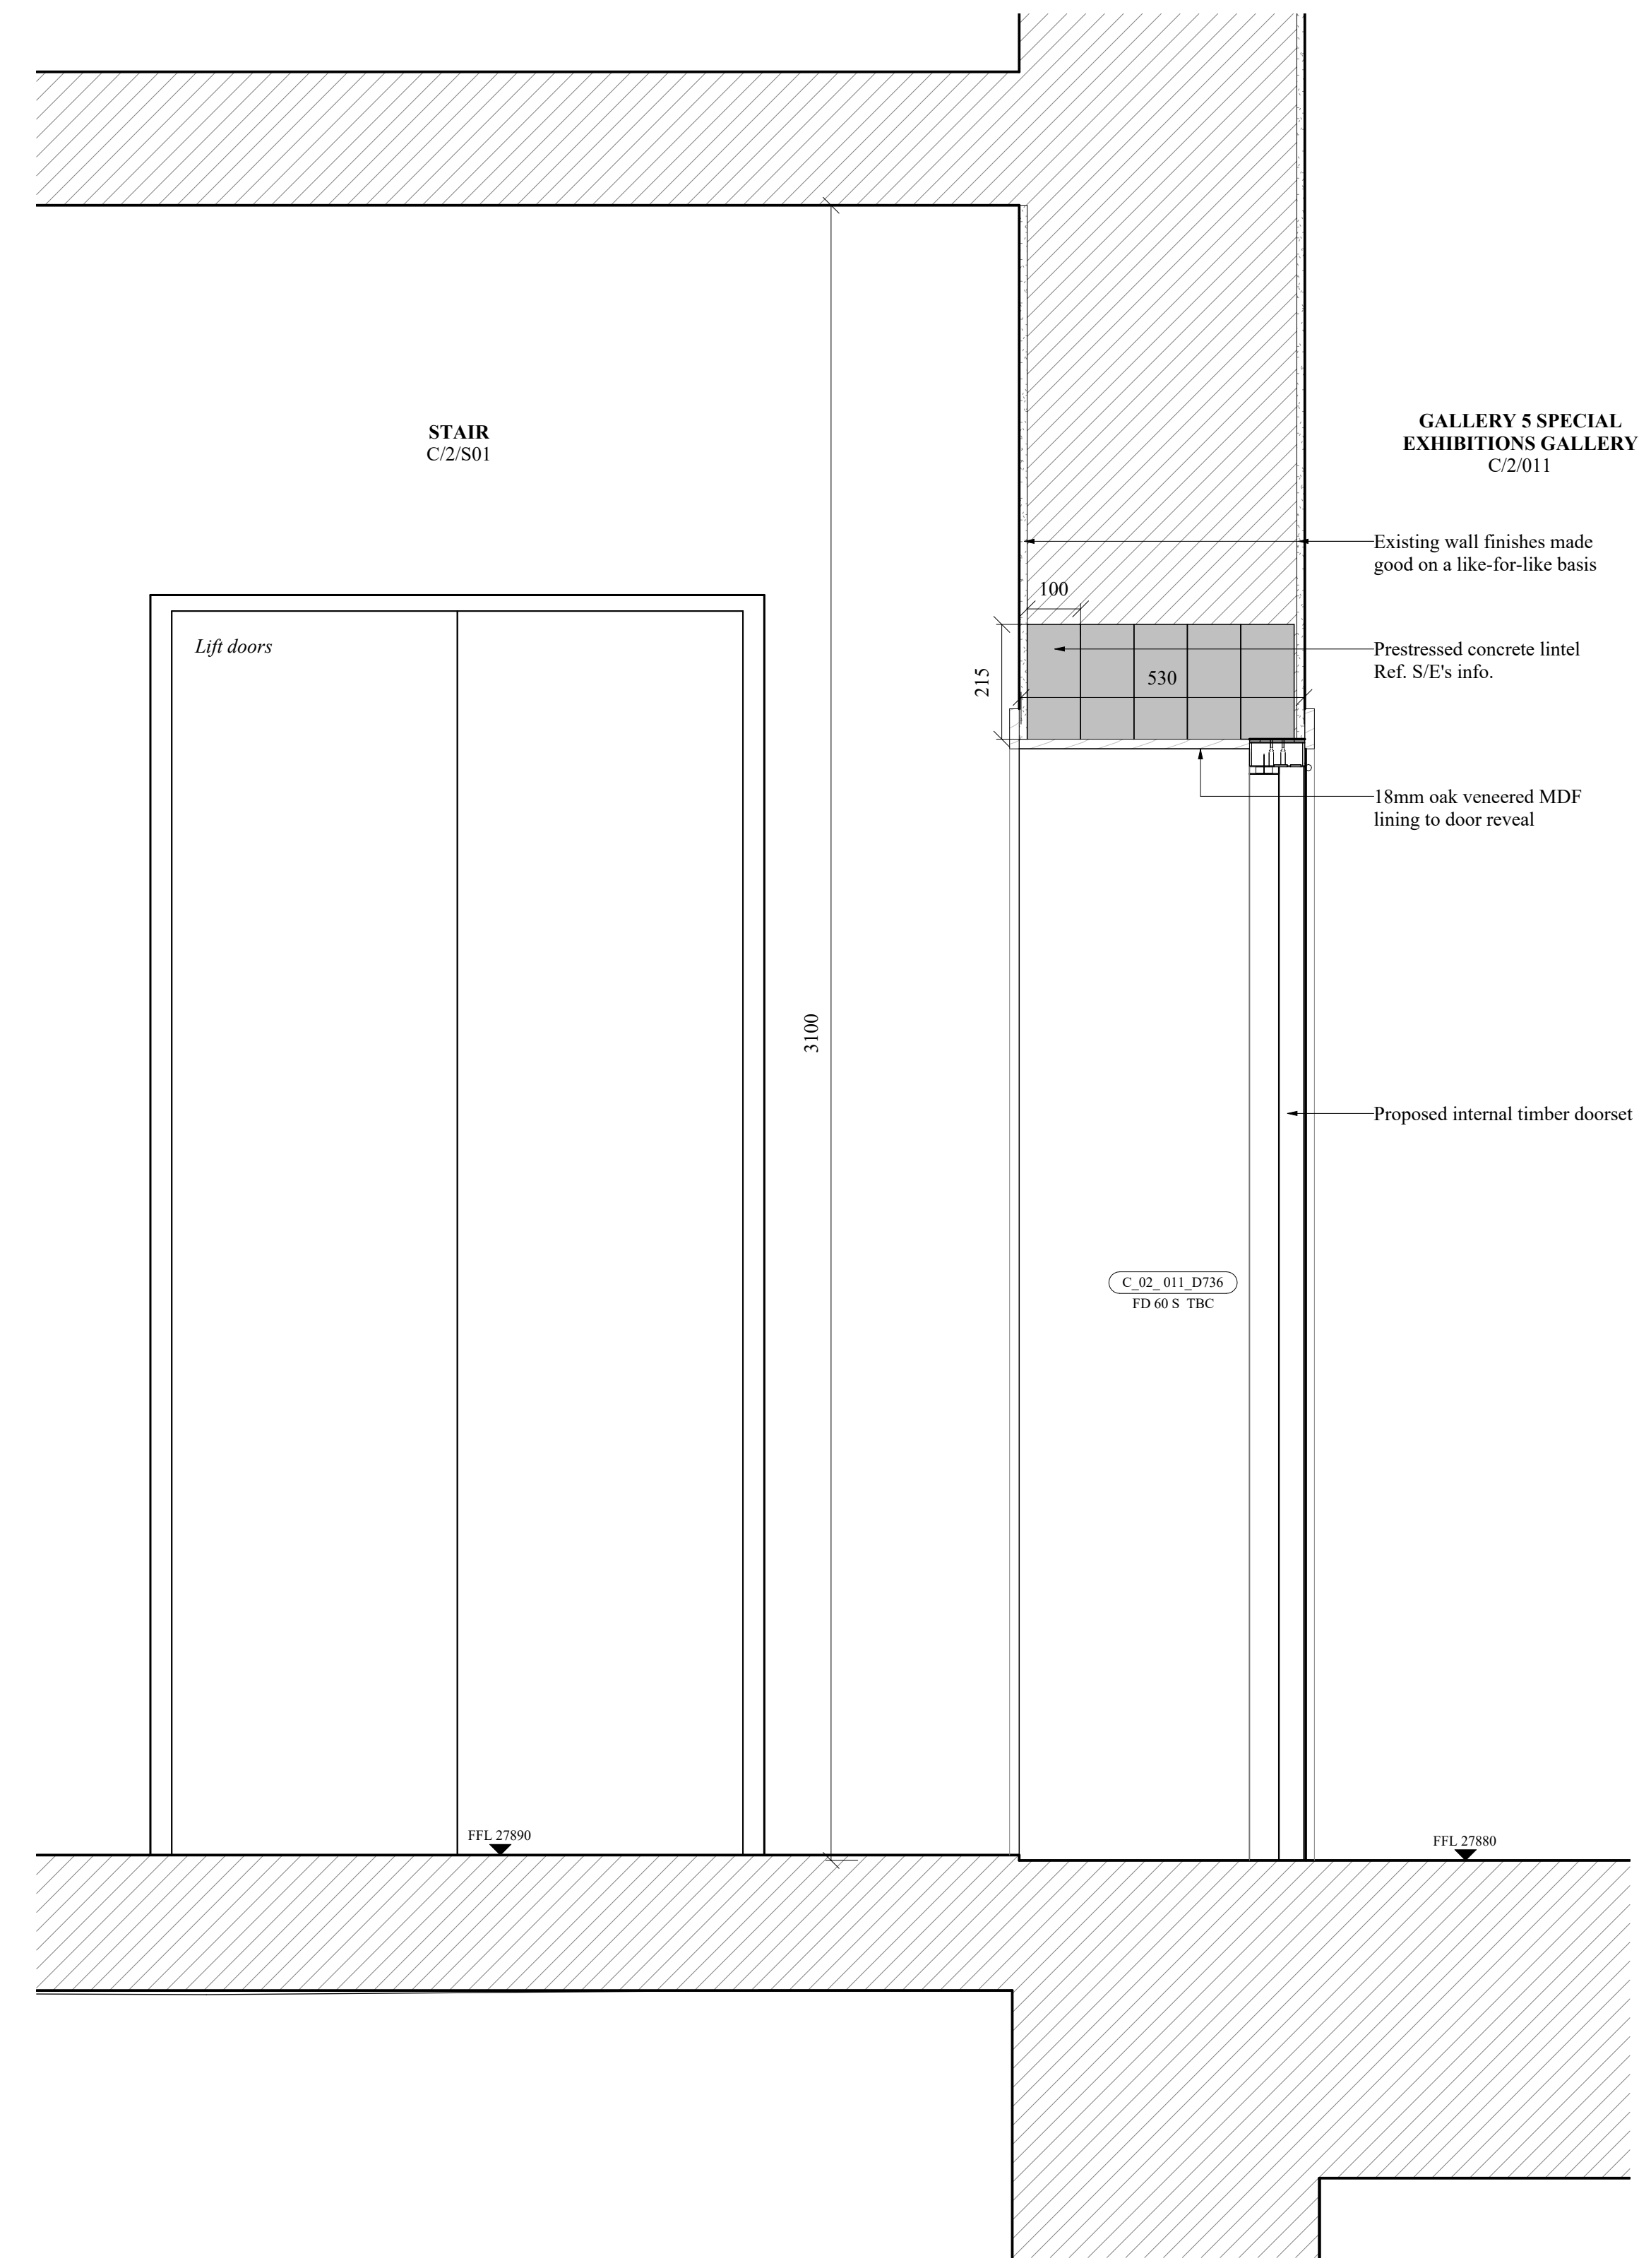 STAIR
C/2/S01
GALLERY 5 SPECIAL
EXHIBITIONS GALLERY
C/2/011
Existing wall finishes made
good on a like-for-like basis
100
Lift doors
Prestressed concrete lintel
Ref. S/E's info.
215
530
18mm oak veneered MDF
lining to door reveal
3100
Proposed internal timber doorset
C_02_ 011_D736
FD 60 S TBC
FFL 27890
FFL 27880